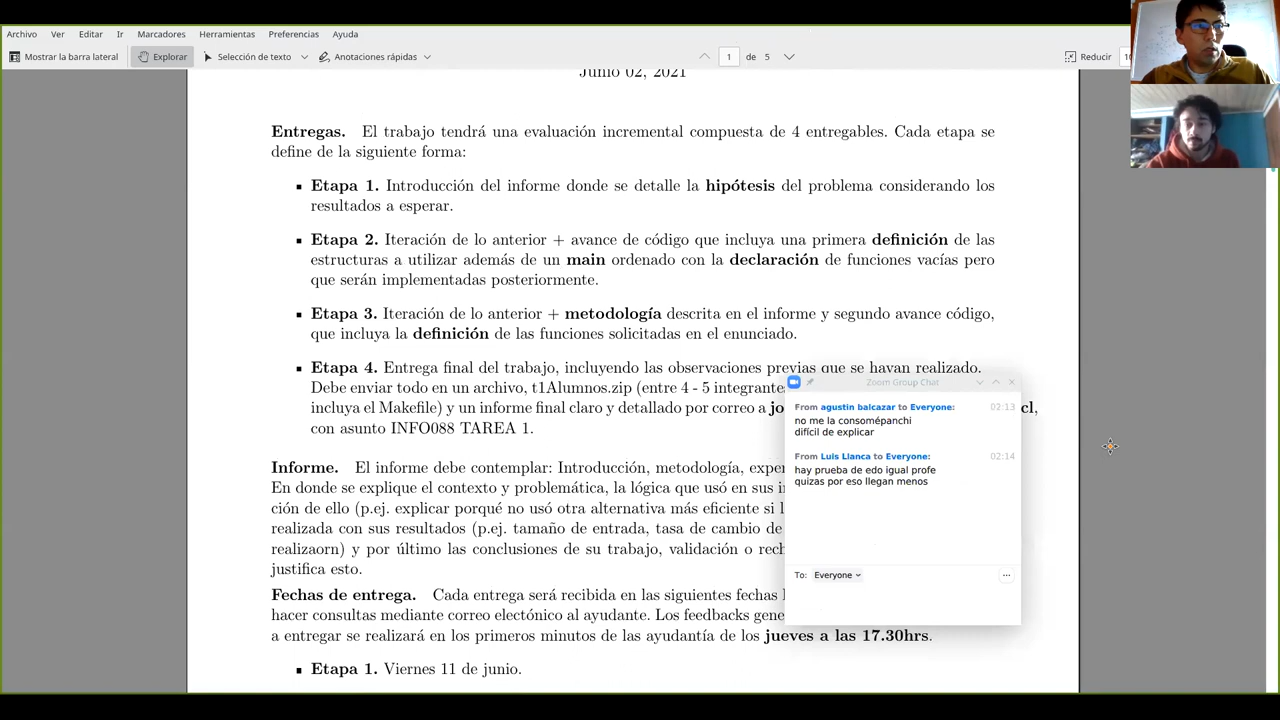 Archivo Ver Editar Ir Marcadores Herramientas Preferencias Ayuda
Mostrar la barra lateral Explorar Selección de texto Anotaciones rápidas 1 de 5 Reducir
Junio 02, 2021
Entregas. El trabajo tendrá una evaluación incremental compuesta de 4 entregables. Cada etapa se
define de la siguiente forma:
Etapa 1. Introducción del informe donde se detalle la hipótesis del problema considerando los
resultados a esperar.
Etapa 2. Iteración de lo anterior + avance de código que incluya una primera definición de las
estructuras a utilizar además de un main ordenado con la declaración de funciones vacías pero
que serán implementadas posteriormente.
Etapa 3. Iteración de lo anterior + metodología descrita en el informe y segundo avance código,
que incluya la definición de las funciones solicitadas en el enunciado.
Etapa 4. Entrega final del trabajo, incluyendo las observaciones previas que se hayan realizado.
Debe enviar todo en un archivo, t1Alumnos.zip (entre 4 - 5 integrante
incluya el Makefile) y un informe final claro y detallado por correo a jo cl,
con asunto INFO088 TAREA 1.
Informe. El informe debe contemplar: Introducción, metodología, expe
En donde se explique el contexto y problemática, la lógica que usó en sus i
ción de ello (p.ej. explicar porqué no usó otra alternativa más eficiente si l
realizada con sus resultados (p.ej. tamaño de entrada, tasa de cambio de
realizaorn) y por último las conclusiones de su trabajo, validación o rec
justifica esto.
Fechas de entrega. Cada entrega será recibida en las siguientes fechas
hacer consultas mediante correo electónico al ayudante. Los feedbacks gene
a entregar se realizará en los primeros minutos de las ayudantía de los jueves a las 17.30hrs.
Etapa 1. Viernes 11 de junio.
Zoom Group Chat
From agustin balcazar to Everyone: 02:13
no me la consomépanchi
difícil de explicar
From Luis Llanca to Everyone: 02:14
hay prueba de edo igual profe
quizas por eso llegan menos
To: Everyone